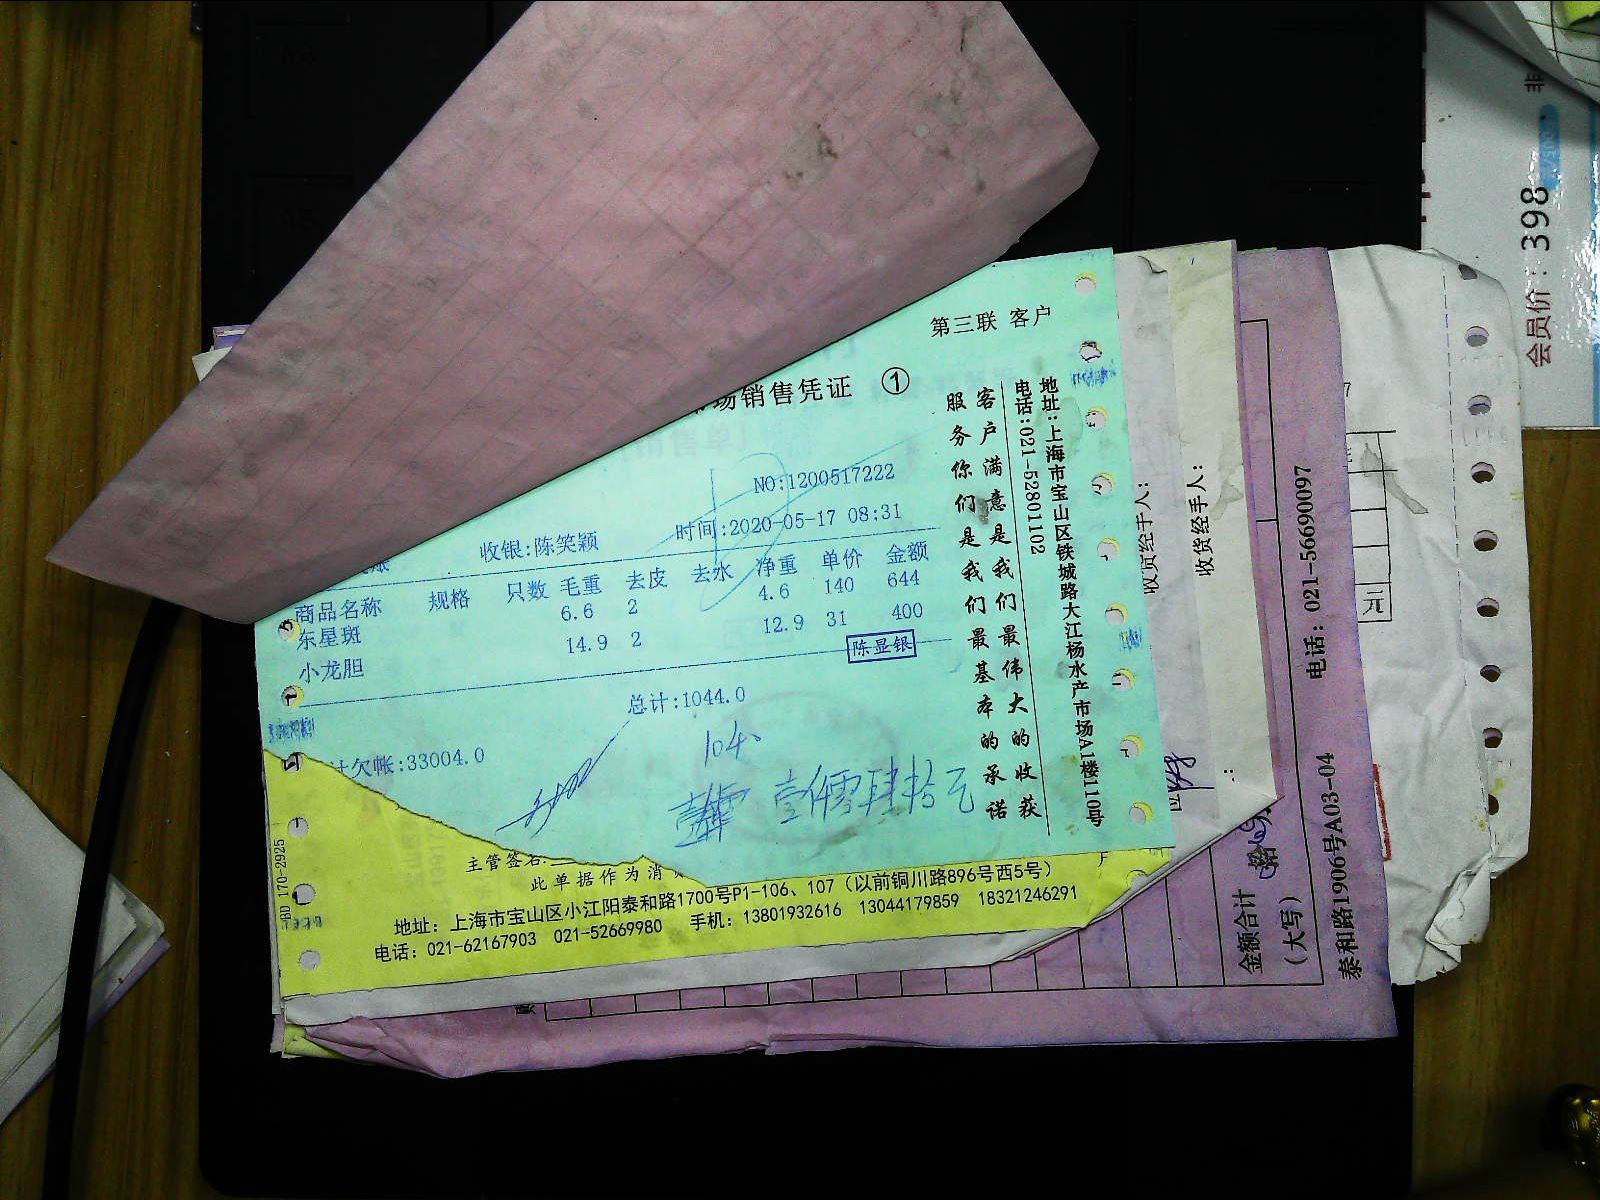 第三联 客户
场销售凭证 ①
NO:1200517222
收银:陈笑颖 时间:2020-05-17 08:31
商品名称 规格 只数 毛重 去皮 去水 净重 单价 金额
东星斑 6.6 2 4.6 140 644
小龙胆 14.9 2 12.9 31 400
陈显银
总计:1044.0
计欠帐:33004.0
壹仟零肆拾元
客户满意是我们最伟大的收获
服务你们是我们最基本的承诺
地址:上海市宝山区铁城路大江杨水产市场A1楼110号
电话:021-52801102
主管签名:
此单据作为消
地址：上海市宝山区小江阳泰和路1700号P1-106、107（以前铜川路896号西5号）
电话：021-62167903 021-52669980 手机：13801932616 13044179859 18321246291
BD 170-2925
收货经手人：
收货经手人：
金额合计
（大写）
元
泰和路1906号A03-04 电话：021-56690097
会员价：398
非